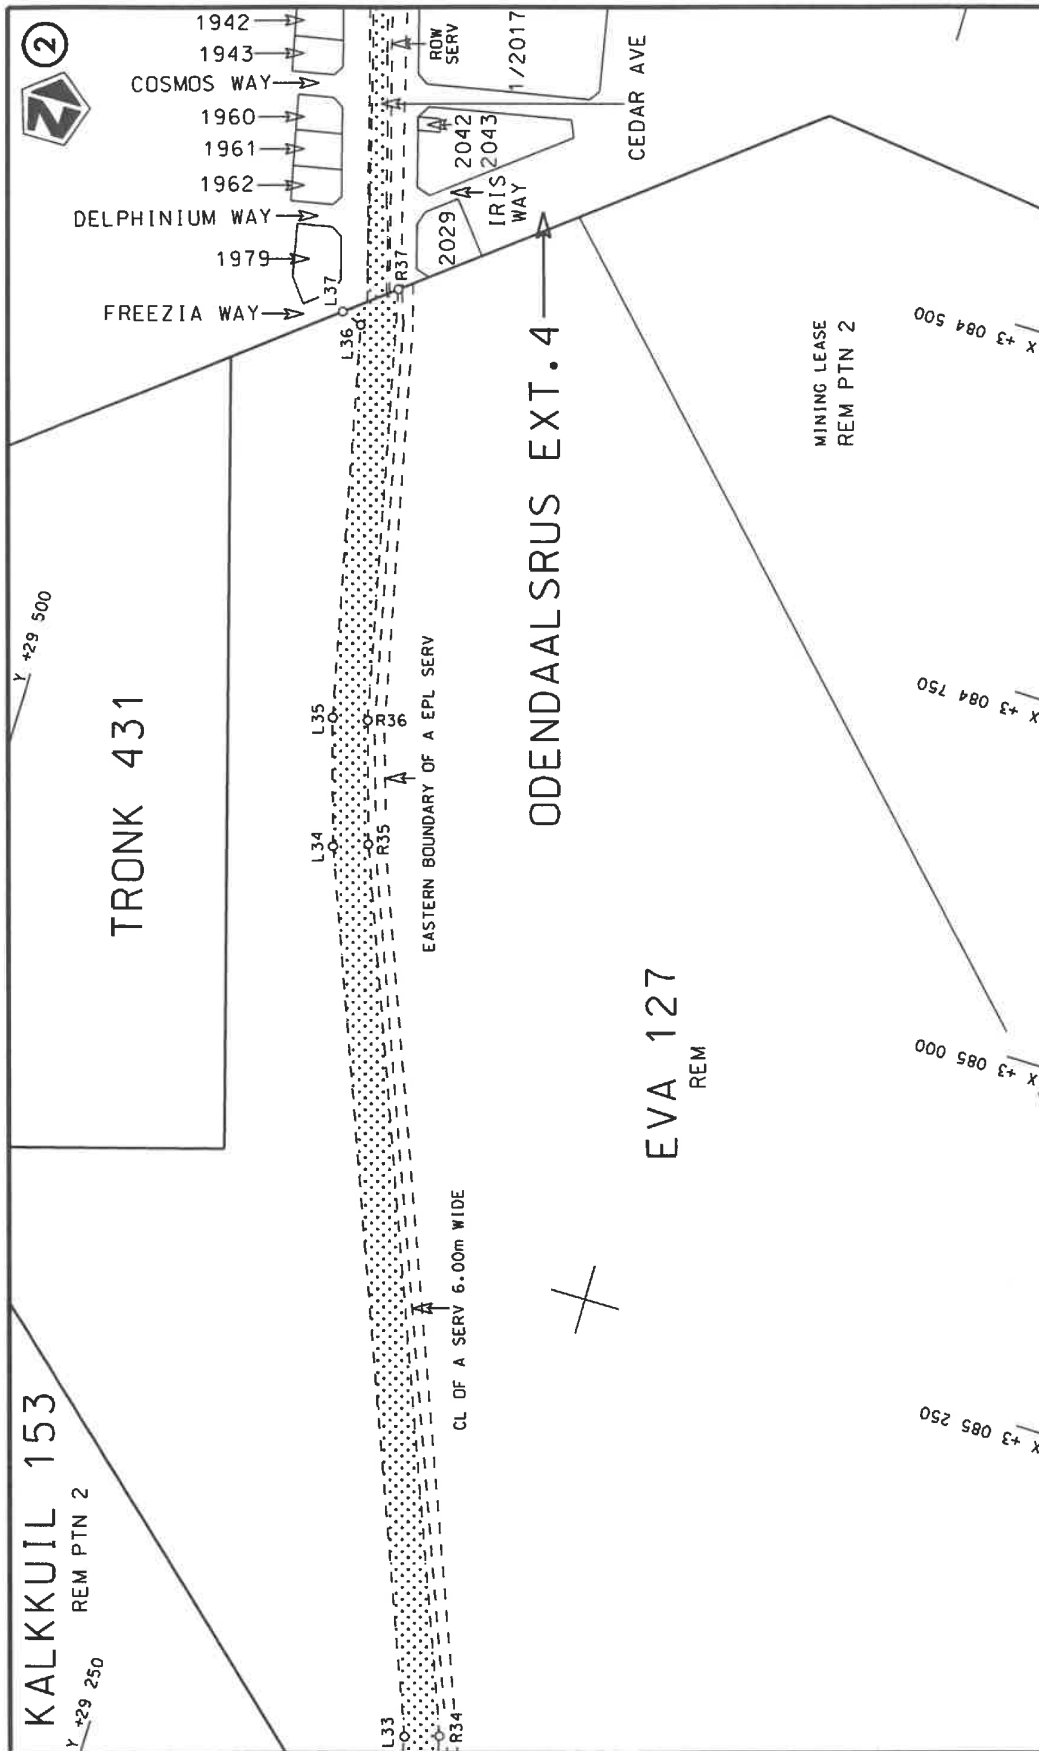 2
1942
1943
COSMOS WAY
1960
1961
1962
DELPHINIUM WAY
1979
FREEZIA WAY
ROW
SERV
1/2017
CEDAR AVE
2042
2043
IRIS
WAY
2029
L37
R37
L36
ODENDAALSRUS EXT.4
MINING LEASE
REM PTN 2
X +3 084 500
Y +29 500
TRONK 431
L35
R36
EASTERN BOUNDARY OF A EPL SERV
X +3 084 750
L34
R35
EVA 127
REM
X +3 085 000
CL OF A SERV 6.00m WIDE
KALKKUIL 153
REM PTN 2
Y +29 250
X +3 085 250
L33
R34